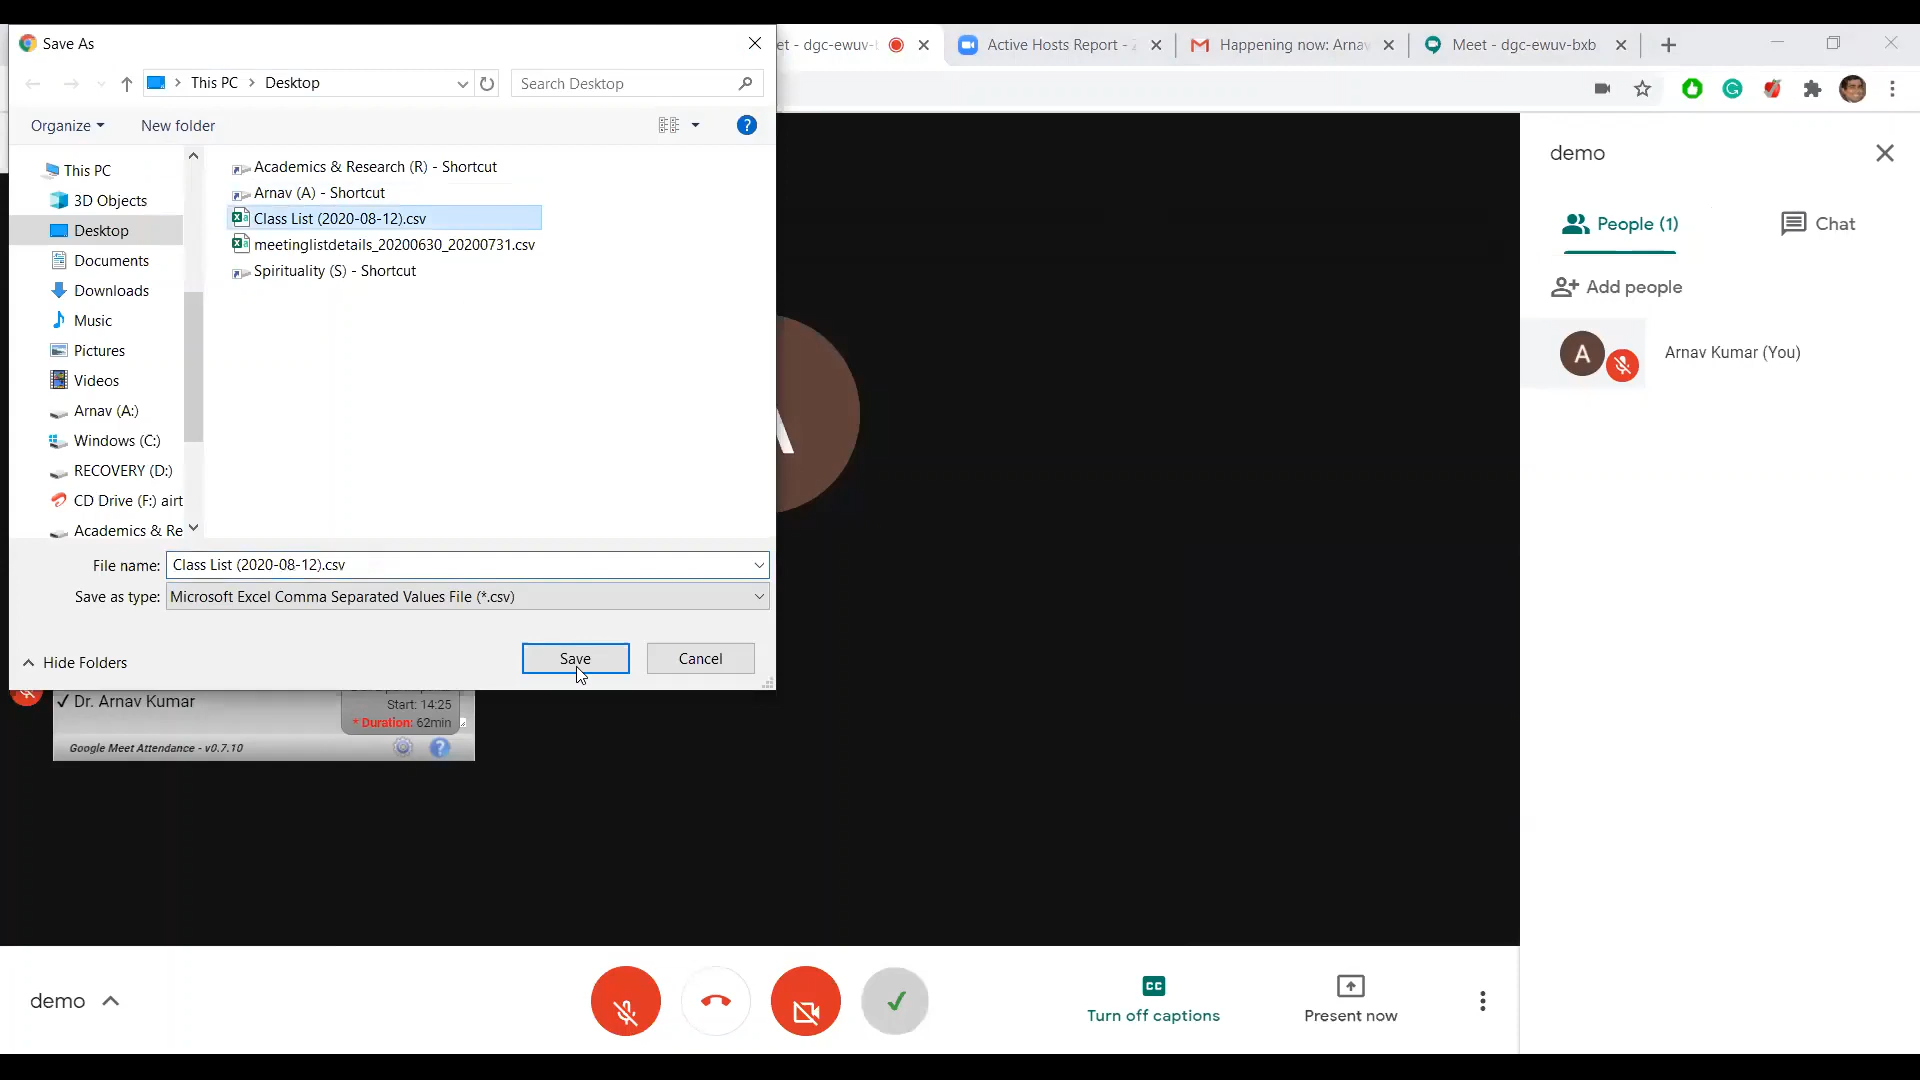 Save As
This PC
Desktop
Search Desktop
Organize
New folder
This PC
3D Objects
Desktop
Documents
Downloads
Music
Pictures
Videos
Arnav (A:)
Windows (C:)
RECOVERY (D:)
CD Drive (F:) airt
Academics & Re
Academics & Research (R) - Shortcut
Arnav (A) - Shortcut
Class List (2020-08-12).csv
meetinglistdetails_20200630_20200731.csv
Spirituality (S) - Shortcut
File name: Class List (2020-08-12).csv
Save as type: Microsoft Excel Comma Separated Values File (*.csv)
Hide Folders
Save
Cancel
et - dgc-ewuv-b
Active Hosts Report - Z
Happening now: Arnav
Meet - dgc-ewuv-bxb
demo
People (1)
Chat
Add people
A
Arnav Kumar (You)
✓ Dr. Arnav Kumar
Start: 14:25
* Duration: 62min
Google Meet Attendance - v0.7.10
demo
CC
Turn off captions
Present now